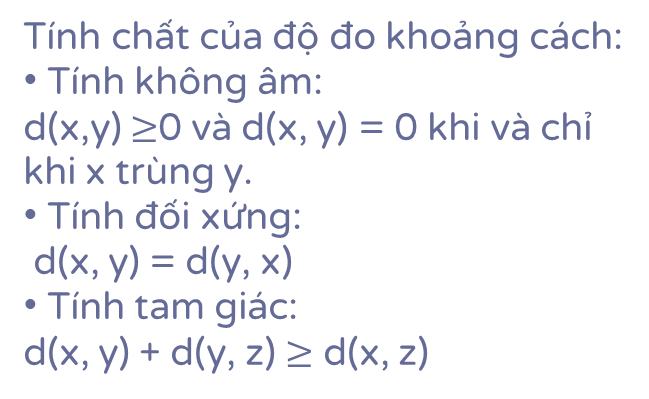 Tính chất của độ đo khoảng cách:
• Tính không âm:
d(x,y) ≥0 và d(x, y) = 0 khi và chỉ
khi x trùng y.
• Tính đối xứng:
d(x, y) = d(y, x)
• Tính tam giác:
d(x, y) + d(y, z) ≥ d(x, z)